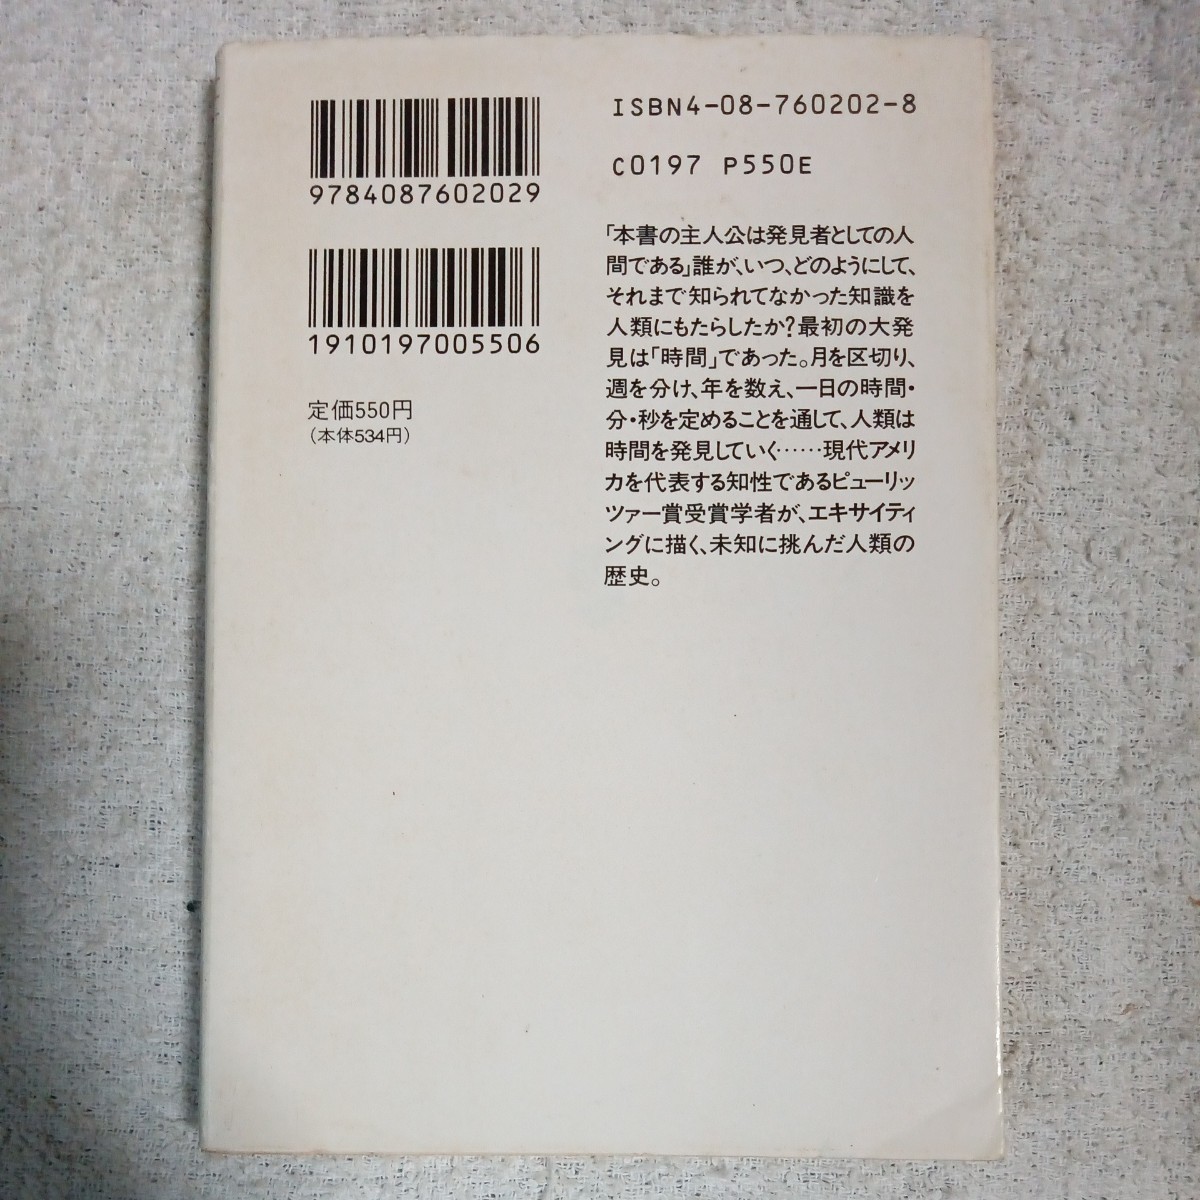 9784087602029
1910197005506
定価550円
(本体534円)
ISBN4-08-760202-8
C0197 P550E
「本書の主人公は発見者としての人
間である」誰が、いつ、どのようにして、
それまで知られてなかった知識を
人類にもたらしたか?最初の大発
見は「時間」であった。月を区切り、
週を分け、年を数え、一日の時間・
分・秒を定めることを通して、人類は
時間を発見していく……現代アメリ
カを代表する知性であるピューリッ
ツァー賞受賞学者が、エキサイティ
ングに描く、未知に挑んだ人類の
歴史。